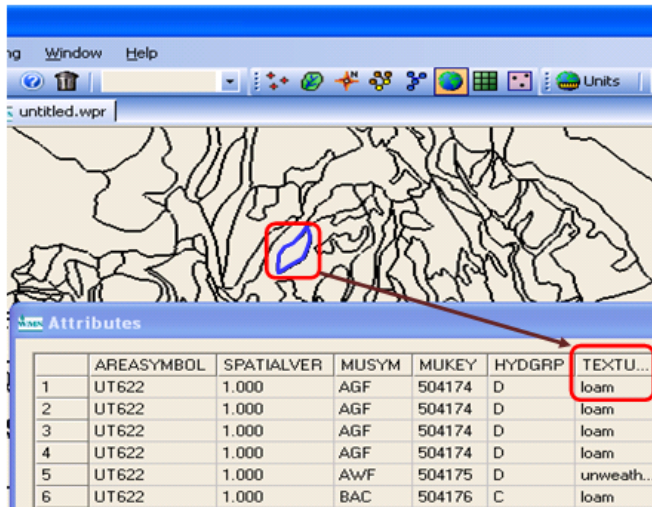 Window Help
Units
untitled.wpr
WMS Attributes
AREASYMBOL SPATIALVER MUSYM MUKEY HYDGRP TEXTU...
1 UT622 1.000 AGF 504174 D loam
2 UT622 1.000 AGF 504174 D loam
3 UT622 1.000 AGF 504174 D loam
4 UT622 1.000 AGF 504174 D loam
5 UT622 1.000 AWF 504175 D unweath...
6 UT622 1.000 BAC 504176 C loam